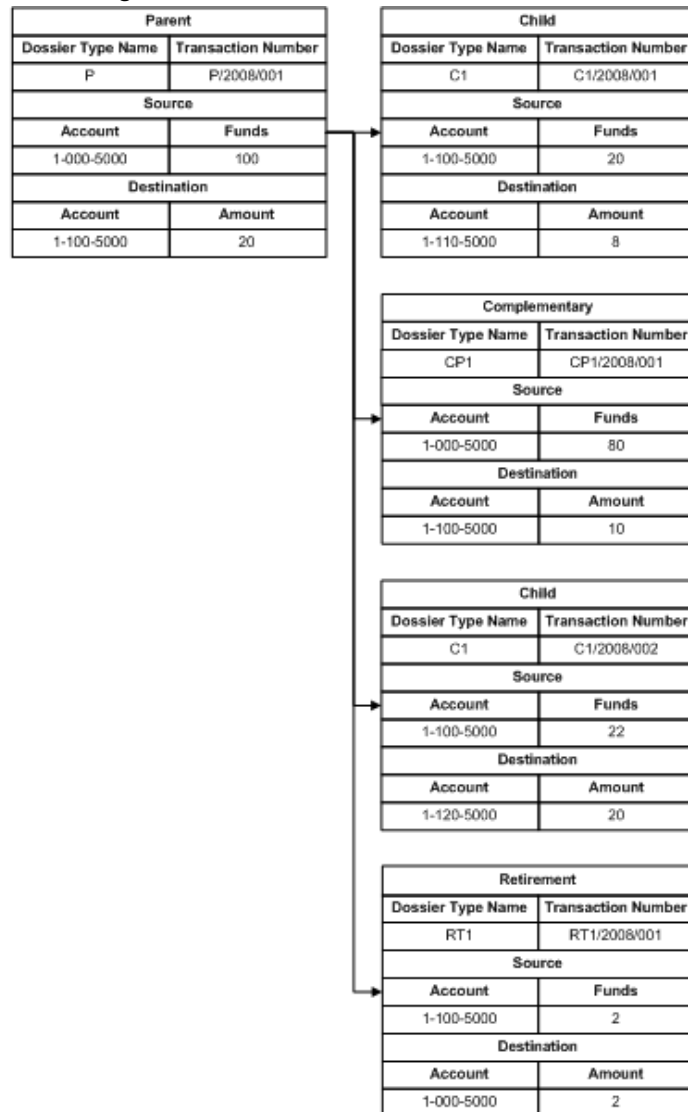 Parent
Dossier Type Name Transaction Number
P P/2008/001
Source
Account Funds
1-000-5000 100
Destination
Account Amount
1-100-5000 20
Child
Dossier Type Name Transaction Number
C1 C1/2008/001
Source
Account Funds
1-100-5000 20
Destination
Account Amount
1-110-5000 8
Complementary
Dossier Type Name Transaction Number
CP1 CP1/2008/001
Source
Account Funds
1-000-5000 80
Destination
Account Amount
1-100-5000 10
Child
Dossier Type Name Transaction Number
C1 C1/2008/002
Source
Account Funds
1-100-5000 22
Destination
Account Amount
1-120-5000 20
Retirement
Dossier Type Name Transaction Number
RT1 RT1/2008/001
Source
Account Funds
1-100-5000 2
Destination
Account Amount
1-000-5000 2